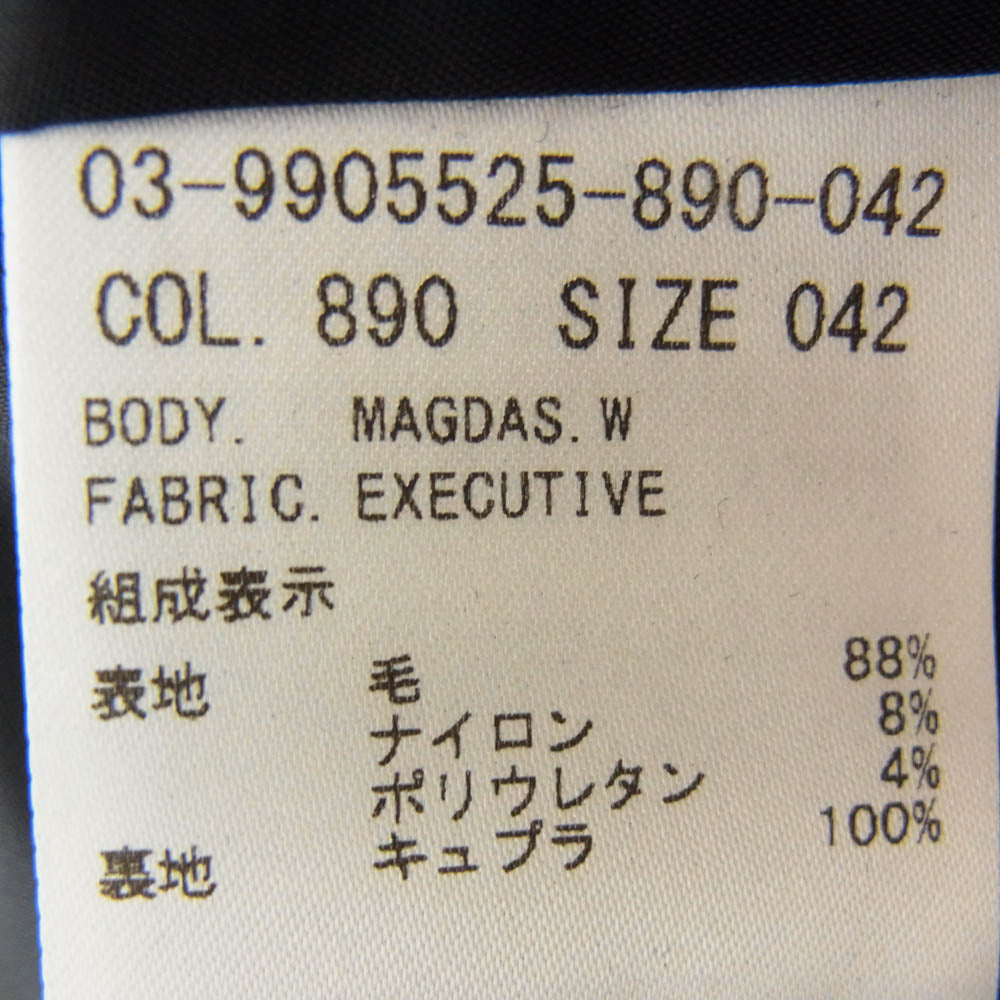 03-9905525-890-042
COL. 890 SIZE 042
BODY. MAGDAS.W
FABRIC. EXECUTIVE
組成表示
表地 毛 88%
ナイロン 8%
ポリウレタン 4%
裏地 キュプラ 100%